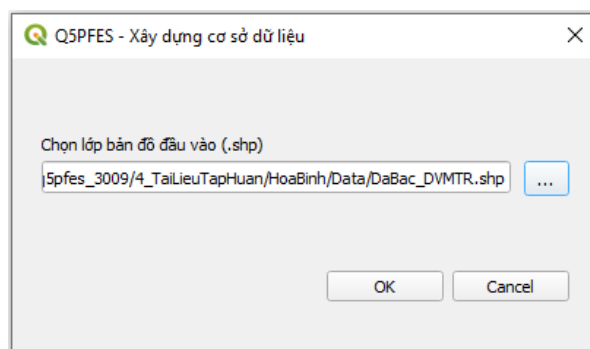 Q5PFES - Xây dựng cơ sở dữ liệu
Chọn lớp bản đồ đầu vào (.shp)
j5pfes_3009/4_TaiLieuTapHuan/HoaBinh/Data/DaBac_DVMTR.shp
...
OK Cancel